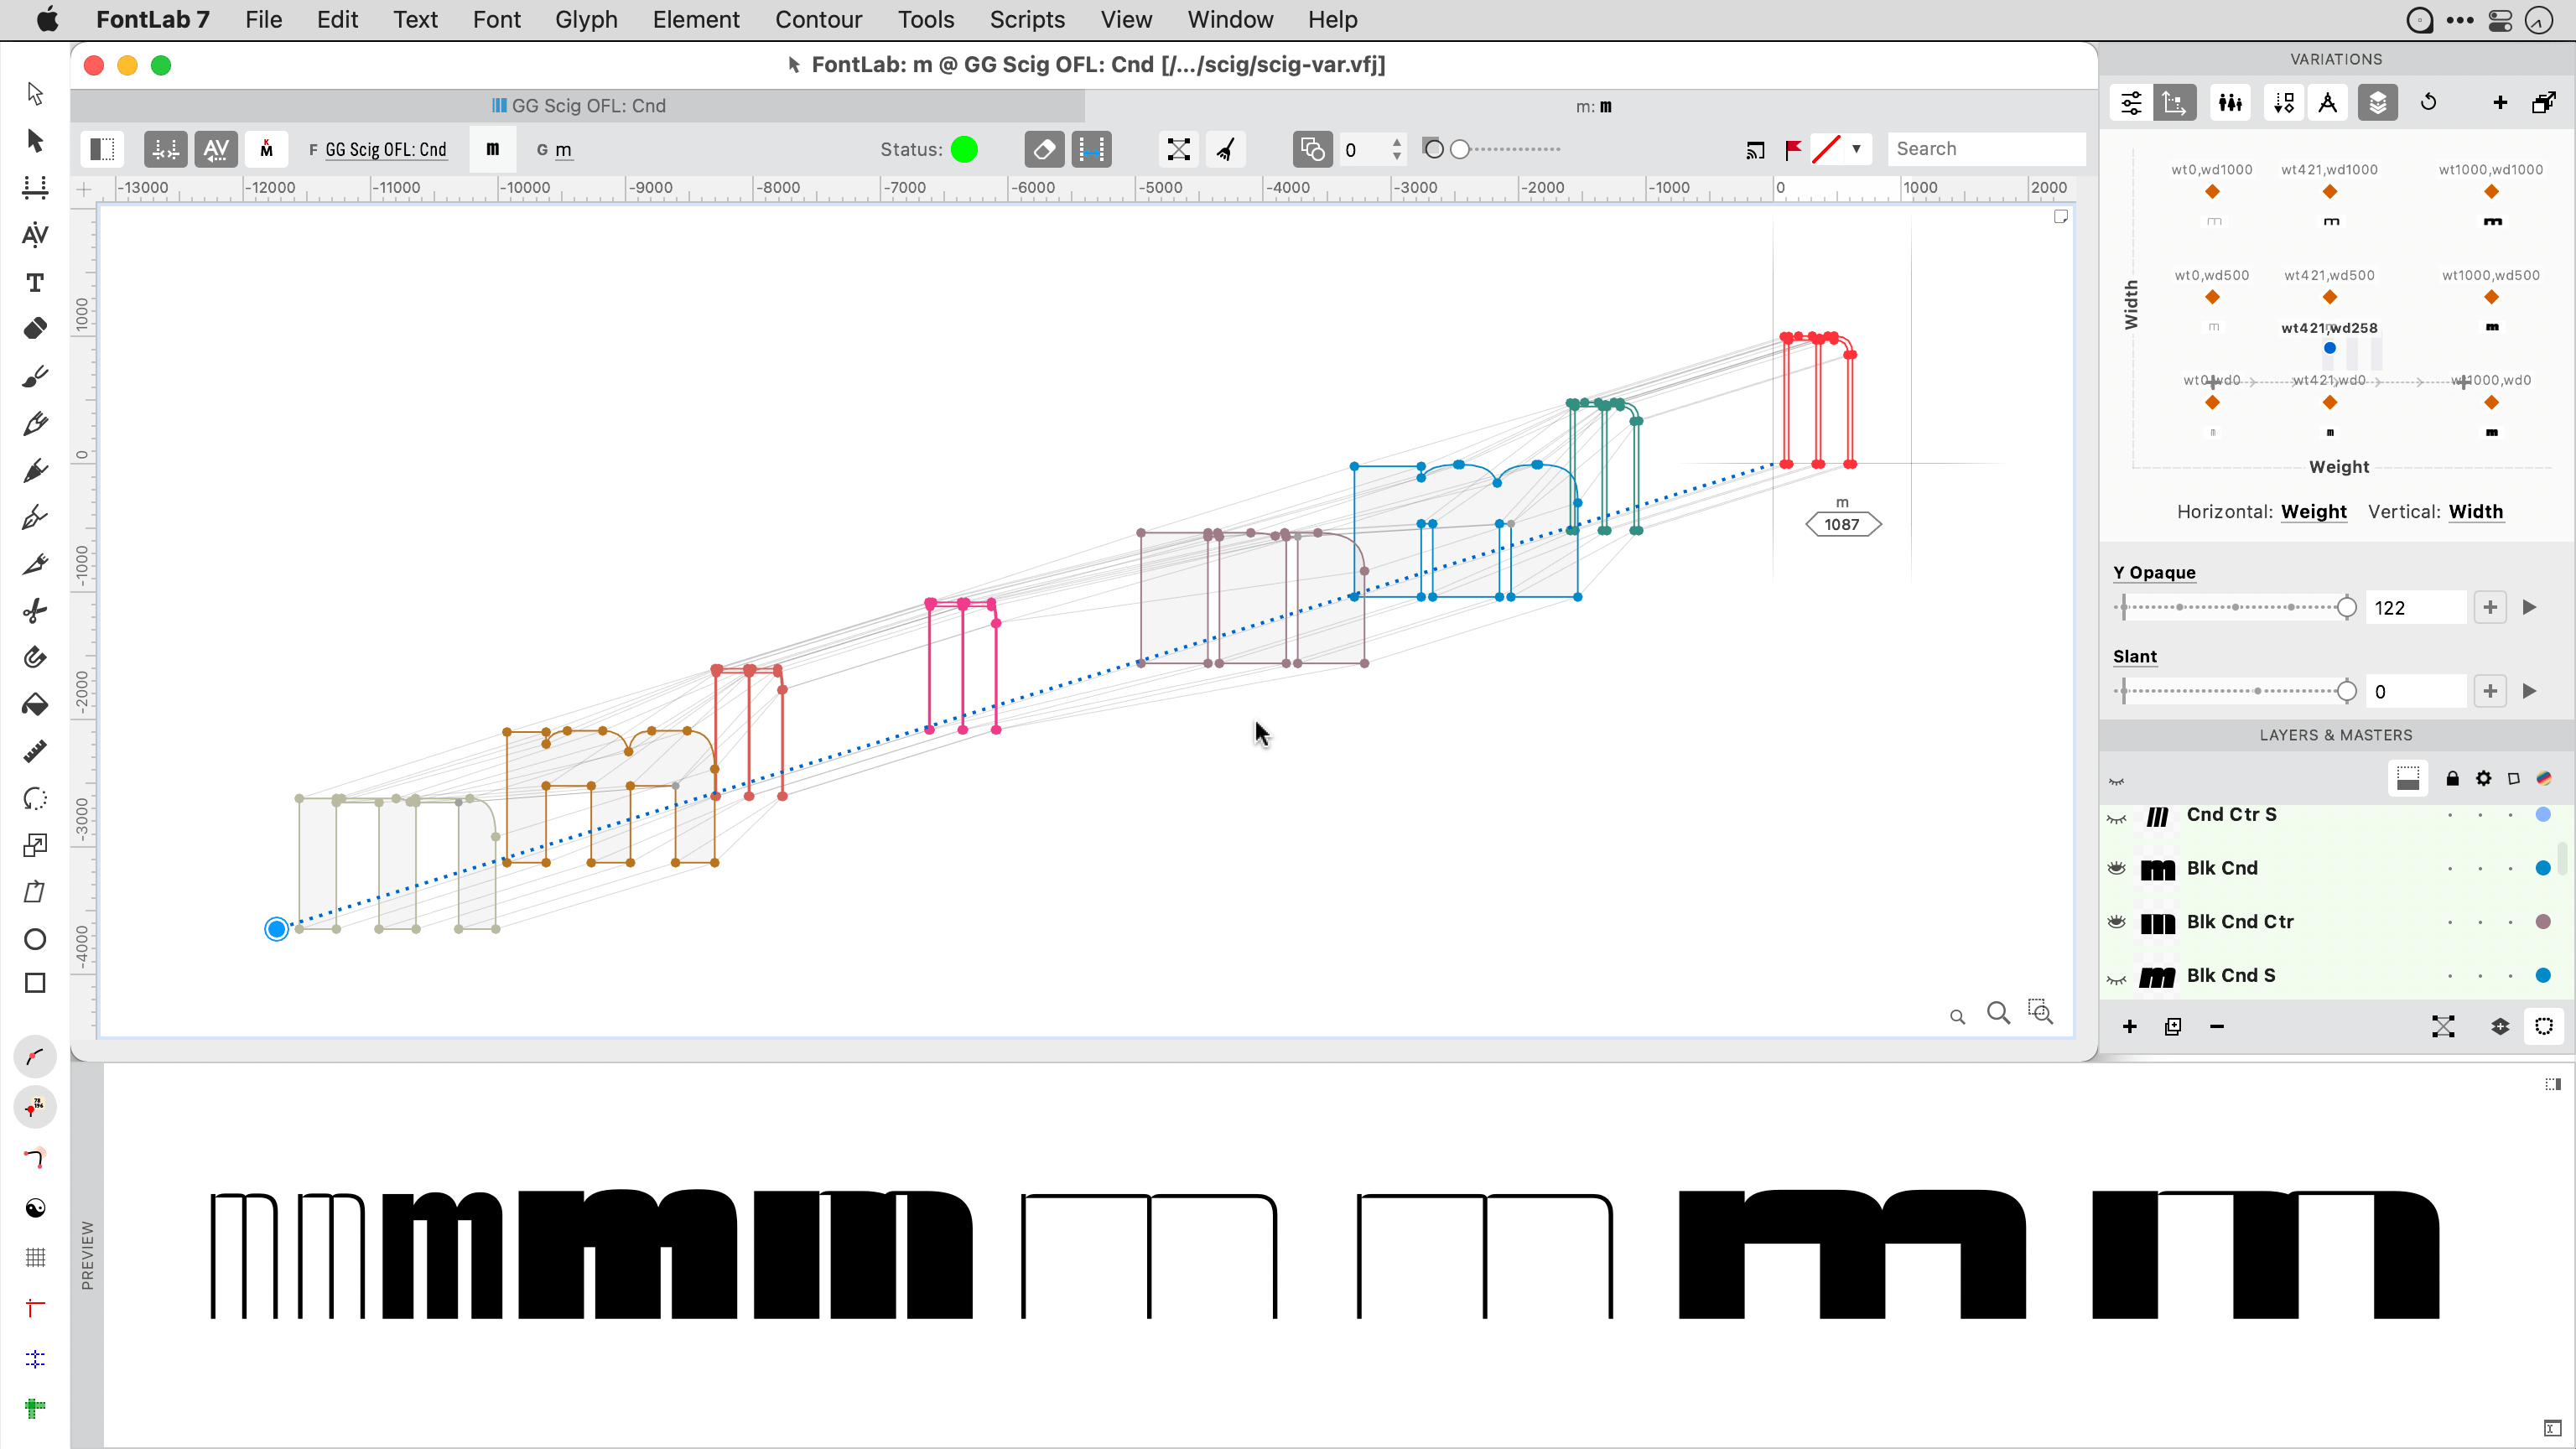 FontLab 7 File Edit Text Font Glyph Element Contour Tools Scripts View Window Help
FontLab: m @ GG Scig OFL: Cnd [/.../scig/scig-var.vfj]
GG Scig OFL: Cnd
m: m
F GG Scig OFL: Cnd m G m
Status:
0
Search
-13000 -12000 -11000 -10000 -9000 -8000 -7000 -6000 -5000 -4000 -3000 -2000 -1000 0 1000 2000
1000
0
-1000
-2000
-3000
-4000
m
1087
VARIATIONS
wt0,wd1000 wt421,wd1000 wt1000,wd1000
m m m
wt0,wd500 wt421,wd500 wt1000,wd500
m m
wt421,wd258
wt0,wd0 wt421,wd0 wt1000,wd0
m m m
Width
Weight
Horizontal: Weight Vertical: Width
Y Opaque
122
Slant
0
LAYERS & MASTERS
Cnd Ctr S
m Blk Cnd
m Blk Cnd Ctr
m Blk Cnd S
PREVIEW
m m m m m m m m m